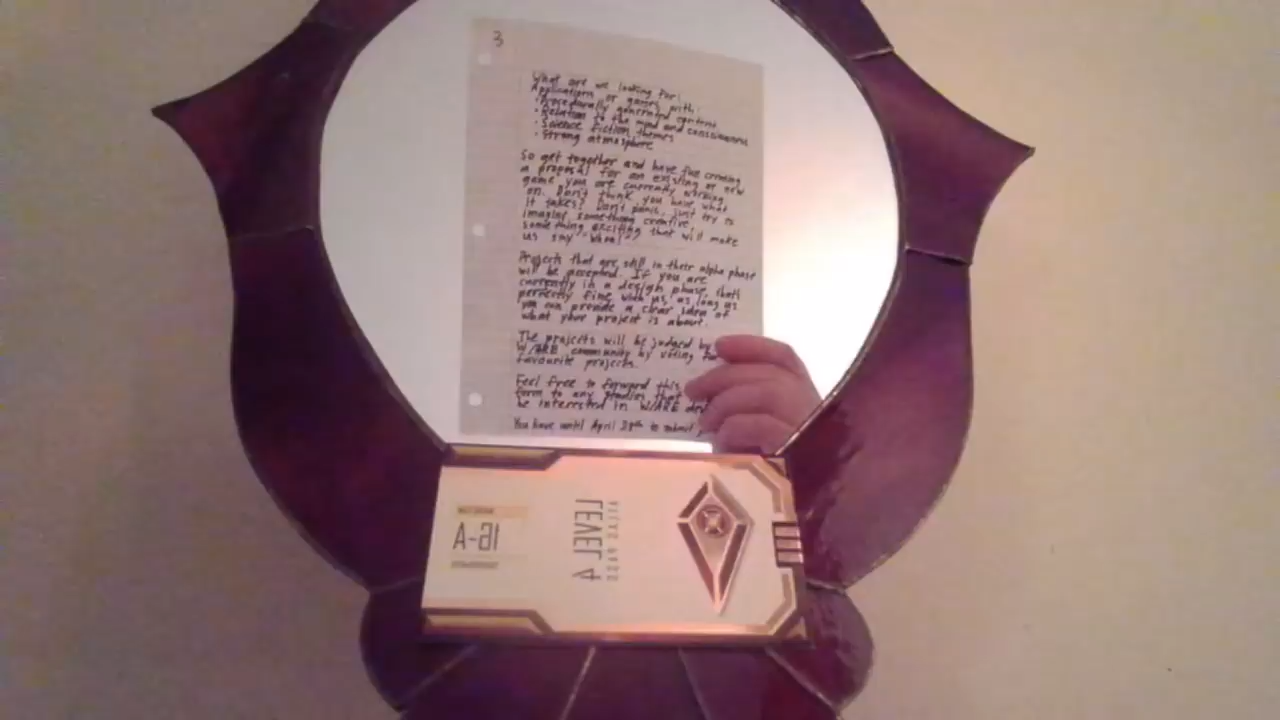 3
What are we looking for:
Applications or games with:
· Procedurally generated content
· Relation to the mind and consciousness
· Science fiction themes
· Strong atmosphere
So get together and have fun creating
a proposal for an existing or new
game you are currently working
on. Don't think you have what
it takes? Don't panic, just try to
imagine something creative,
something exciting that will make
us say "Whoa!"
Projects that are still in their alpha phase
will be accepted. If you are
currently in a design phase, that's
perfectly fine with us, as long as
you can provide a clear idea of
what your project is about.
The projects will be judged by
W/ARE community by voting
favourite projects.
Feel free to forward this
form to any studios that
be interested in W/ARE
You have until April 28th to submit
LEVEL 4
16-A